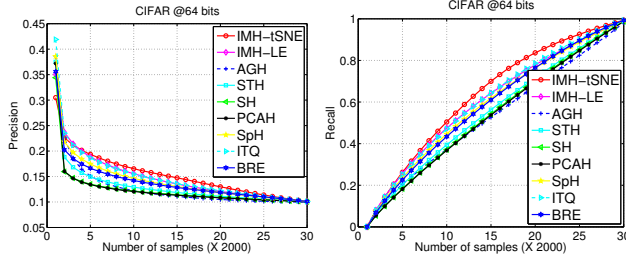 CIFAR @64 bits
Precision
0.45
0.4
0.35
0.3
0.25
0.2
0.15
0.1
0.05
0
5
10
15
20
25
30
Number of samples (X 2000)
IMH-tSNE
IMH-LE
AGH
STH
SH
PCAH
SpH
ITQ
BRE
CIFAR @64 bits
Recall
1
0.8
0.6
0.4
0.2
0
0
5
10
15
20
25
30
Number of samples (X 2000)
IMH-tSNE
IMH-LE
AGH
STH
SH
PCAH
SpH
ITQ
BRE